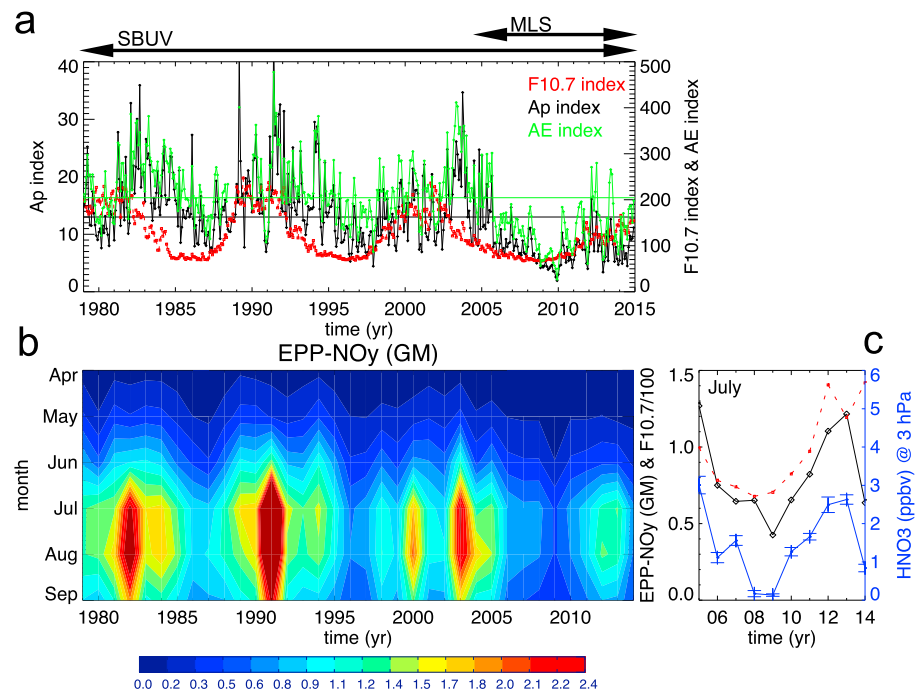 a
SBUV
MLS
F10.7 index
Ap index
AE index
Ap index
40
30
20
10
0
F10.7 index & AE index
500
400
300
200
100
0
1980 1985 1990 1995 2000 2005 2010 2015
time (yr)
b
EPP-NOy (GM)
month
Apr
May
Jun
Jul
Aug
Sep
1980 1985 1990 1995 2000 2005 2010
time (yr)
0.0 0.2 0.3 0.5 0.6 0.8 0.9 1.1 1.2 1.4 1.5 1.7 1.8 2.0 2.1 2.2 2.4
c
July
EPP-NOy (GM) & F10.7/100
1.5
1.0
0.5
0.0
HNO3 (ppbv) @ 3 hPa
6
5
4
3
2
1
0
06 08 10 12 14
time (yr)